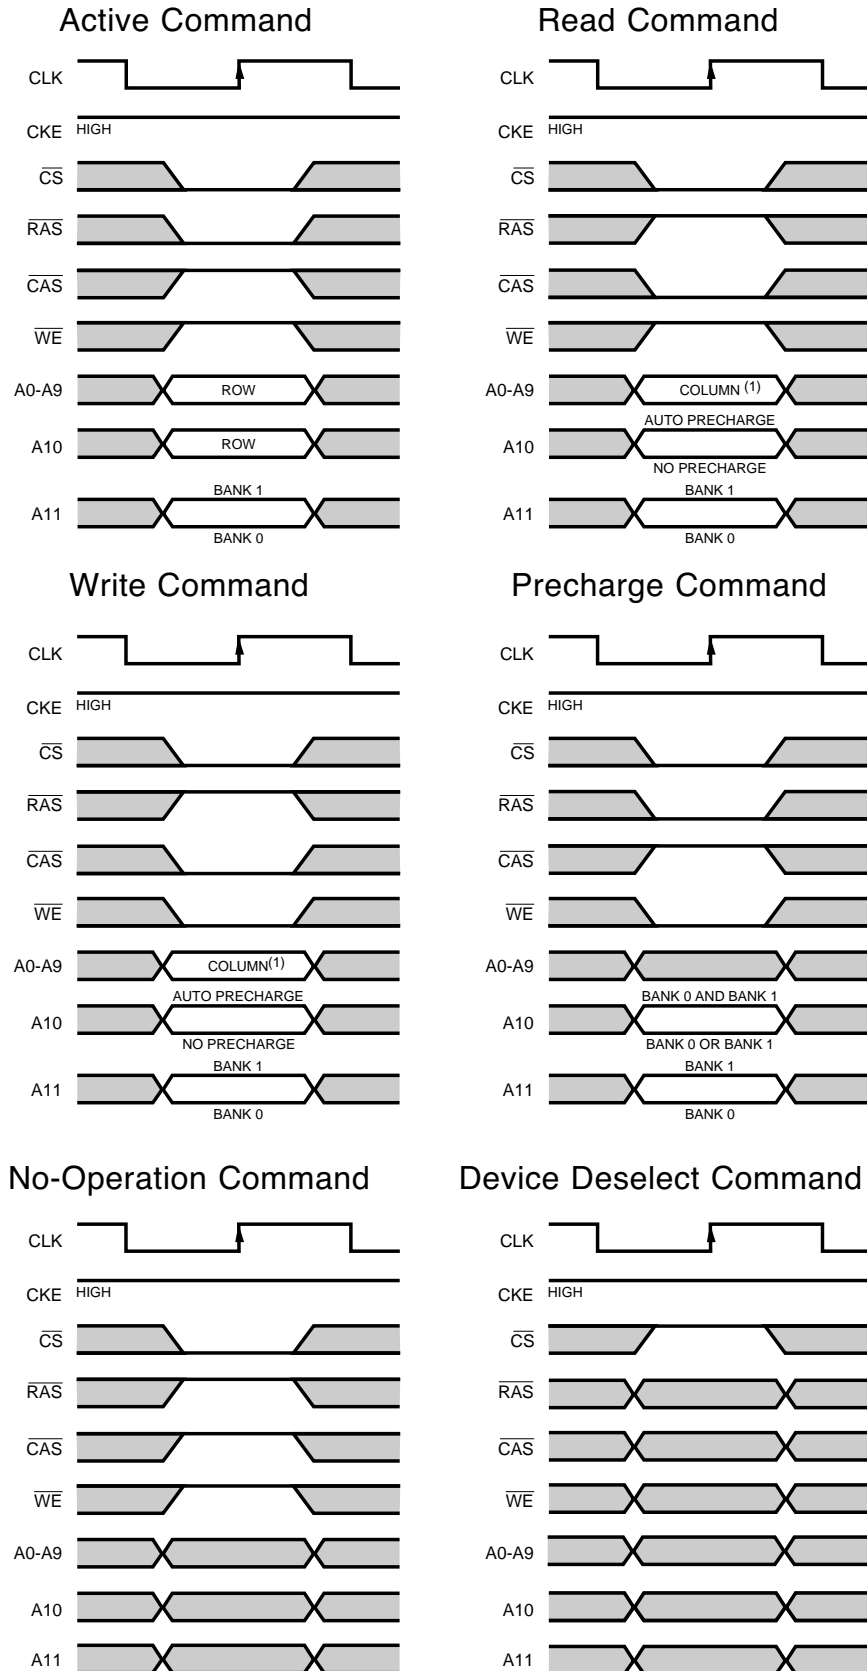 Active Command
CLK
CKE HIGH
CS
RAS
CAS
WE
A0-A9 ROW
A10 ROW
BANK 1
A11
BANK 0
Read Command
CLK
CKE HIGH
CS
RAS
CAS
WE
A0-A9 COLUMN (1)
AUTO PRECHARGE
A10
NO PRECHARGE
BANK 1
A11
BANK 0
Write Command
CLK
CKE HIGH
CS
RAS
CAS
WE
A0-A9 COLUMN(1)
AUTO PRECHARGE
A10
NO PRECHARGE
BANK 1
A11
BANK 0
Precharge Command
CLK
CKE HIGH
CS
RAS
CAS
WE
A0-A9
BANK 0 AND BANK 1
A10
BANK 0 OR BANK 1
BANK 1
A11
BANK 0
No-Operation Command
CLK
CKE HIGH
CS
RAS
CAS
WE
A0-A9
A10
A11
Device Deselect Command
CLK
CKE HIGH
CS
RAS
CAS
WE
A0-A9
A10
A11